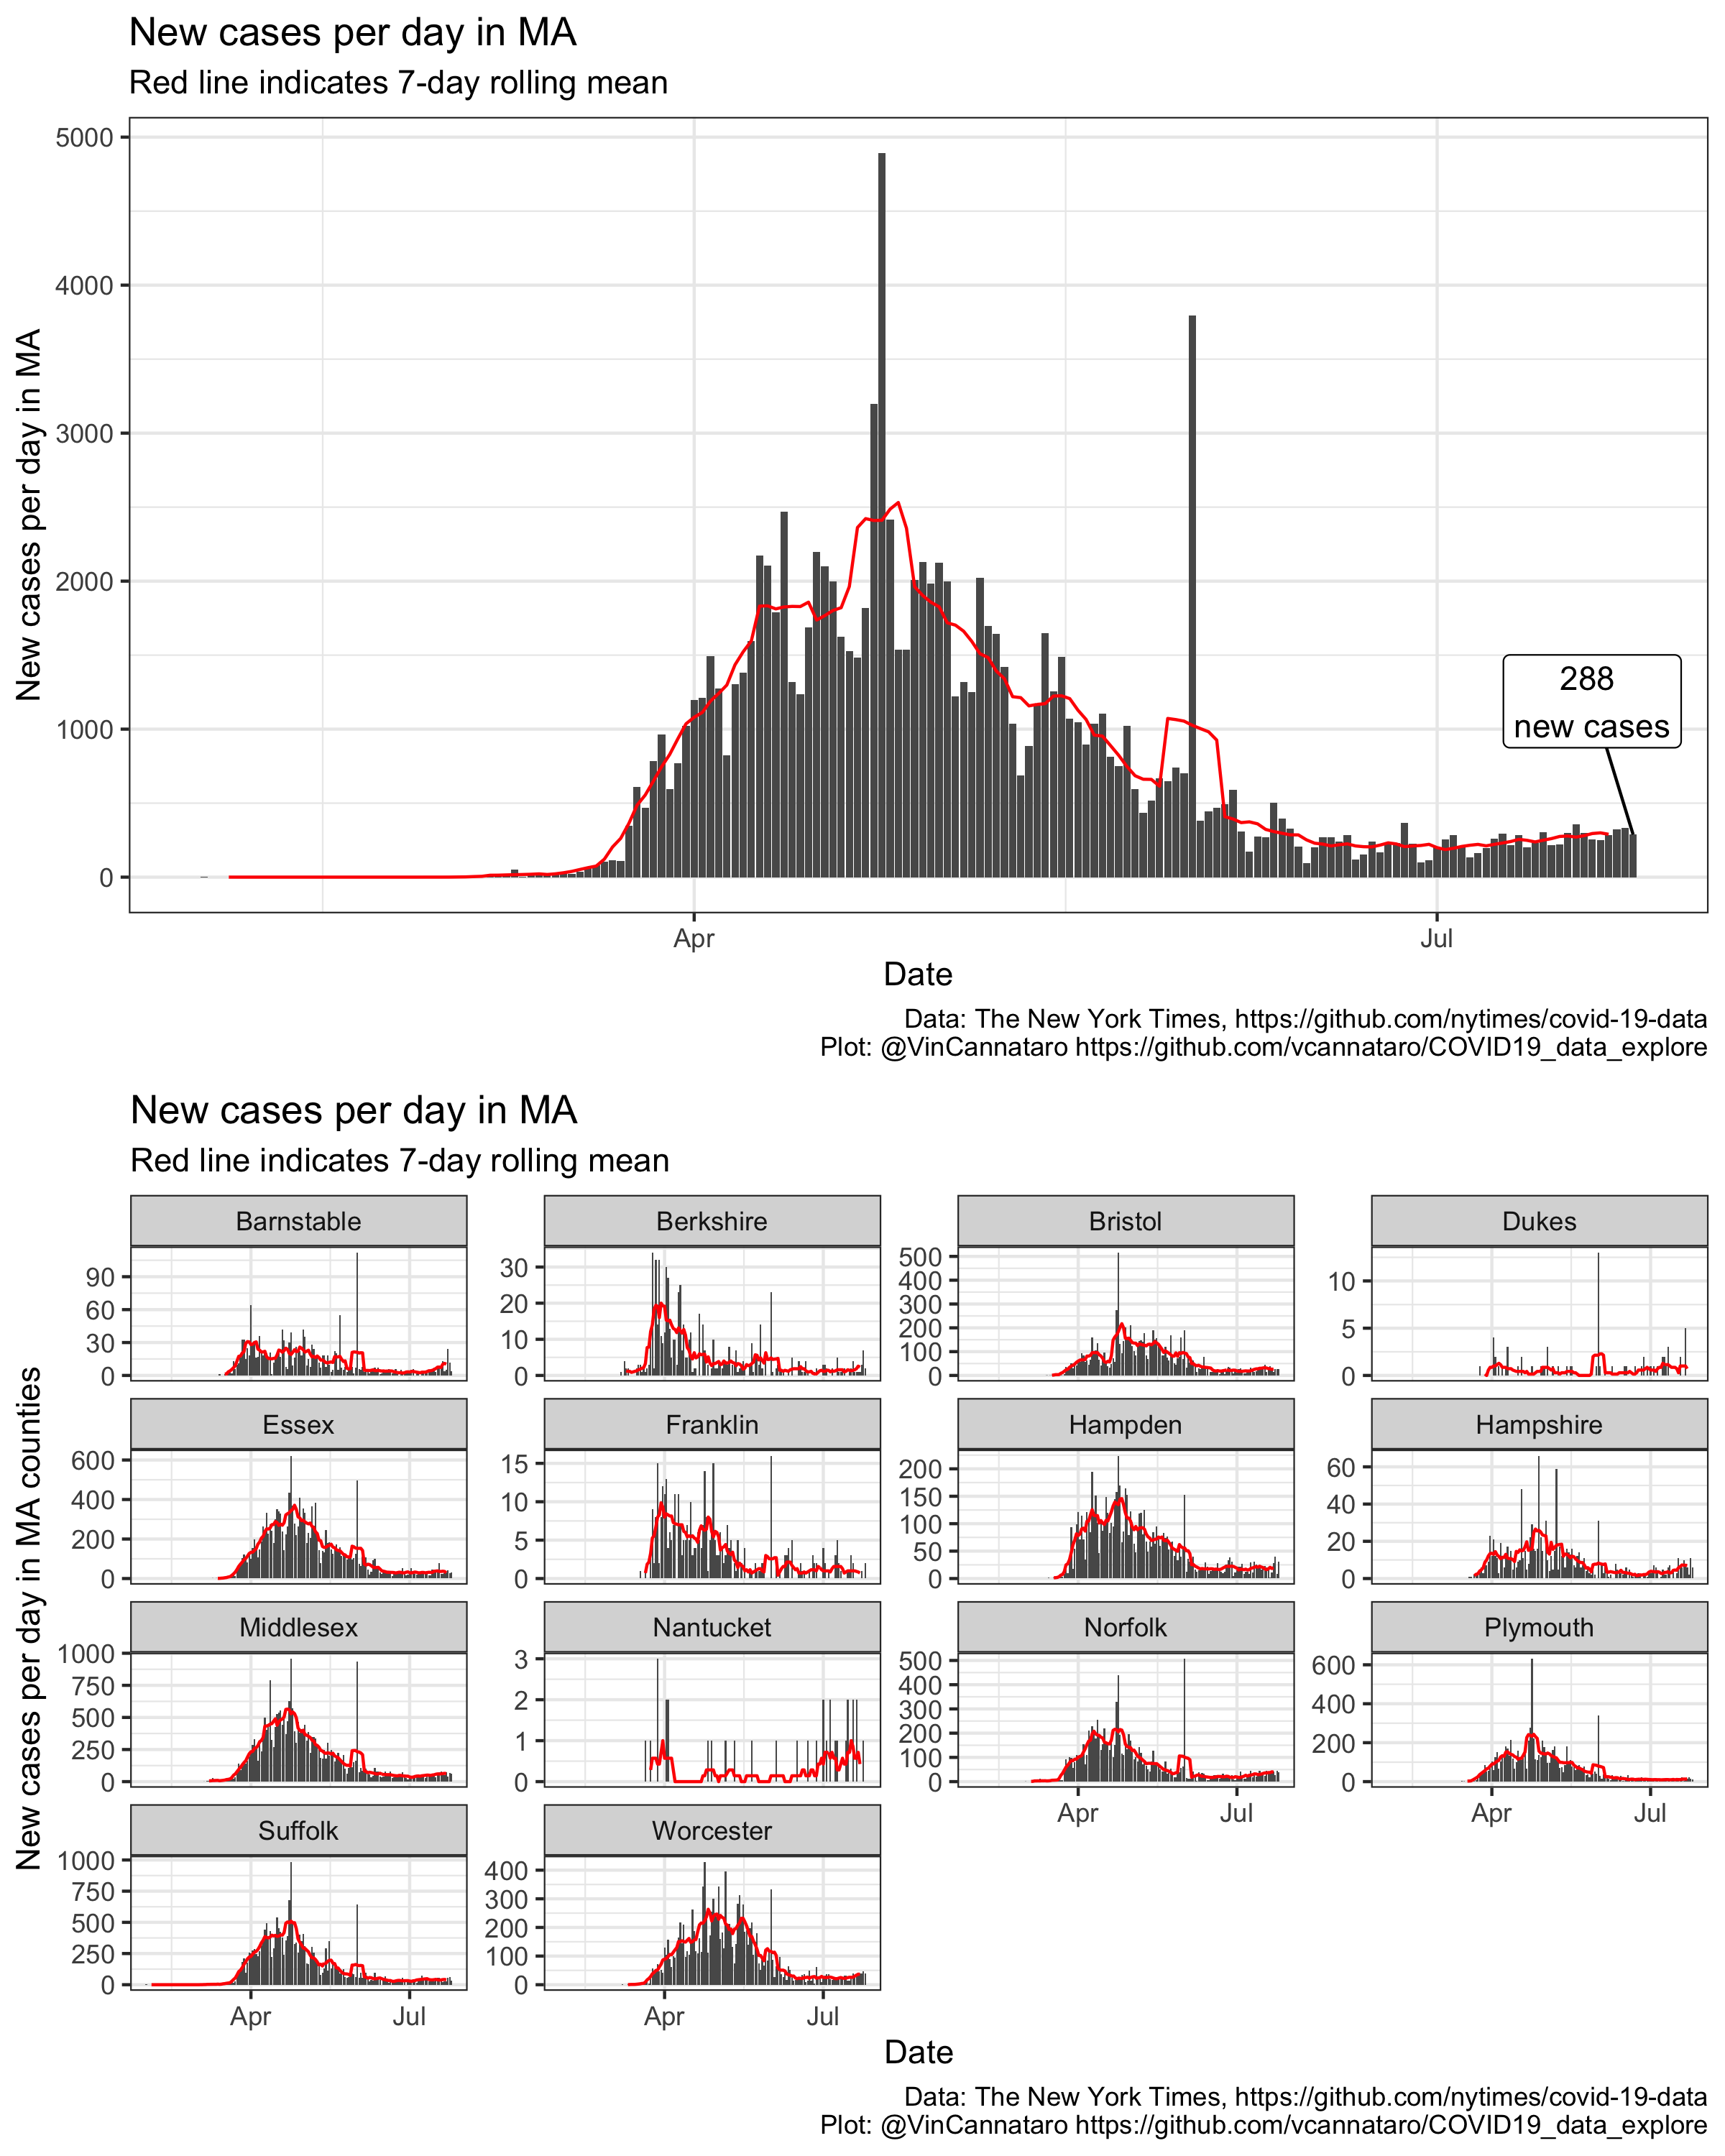 New cases per day in MA
Red line indicates 7-day rolling mean
New cases per day in MA
5000
4000
3000
2000
1000
0
288
new cases
Apr
Jul
Date
Data: The New York Times, https://github.com/nytimes/covid-19-data
Plot: @VinCannataro https://github.com/vcannataro/COVID19_data_explore
New cases per day in MA
Red line indicates 7-day rolling mean
New cases per day in MA counties
Barnstable
90
60
30
0
Berkshire
30
20
10
0
Bristol
500
400
300
200
100
0
Dukes
10
5
0
Essex
600
400
200
0
Franklin
15
10
5
0
Hampden
200
150
100
50
0
Hampshire
60
40
20
0
Middlesex
1000
750
500
250
0
Nantucket
3
2
1
0
Norfolk
500
400
300
200
100
0
Apr
Jul
Plymouth
600
400
200
0
Apr
Jul
Suffolk
1000
750
500
250
0
Apr
Jul
Worcester
400
300
200
100
0
Apr
Jul
Date
Data: The New York Times, https://github.com/nytimes/covid-19-data
Plot: @VinCannataro https://github.com/vcannataro/COVID19_data_explore